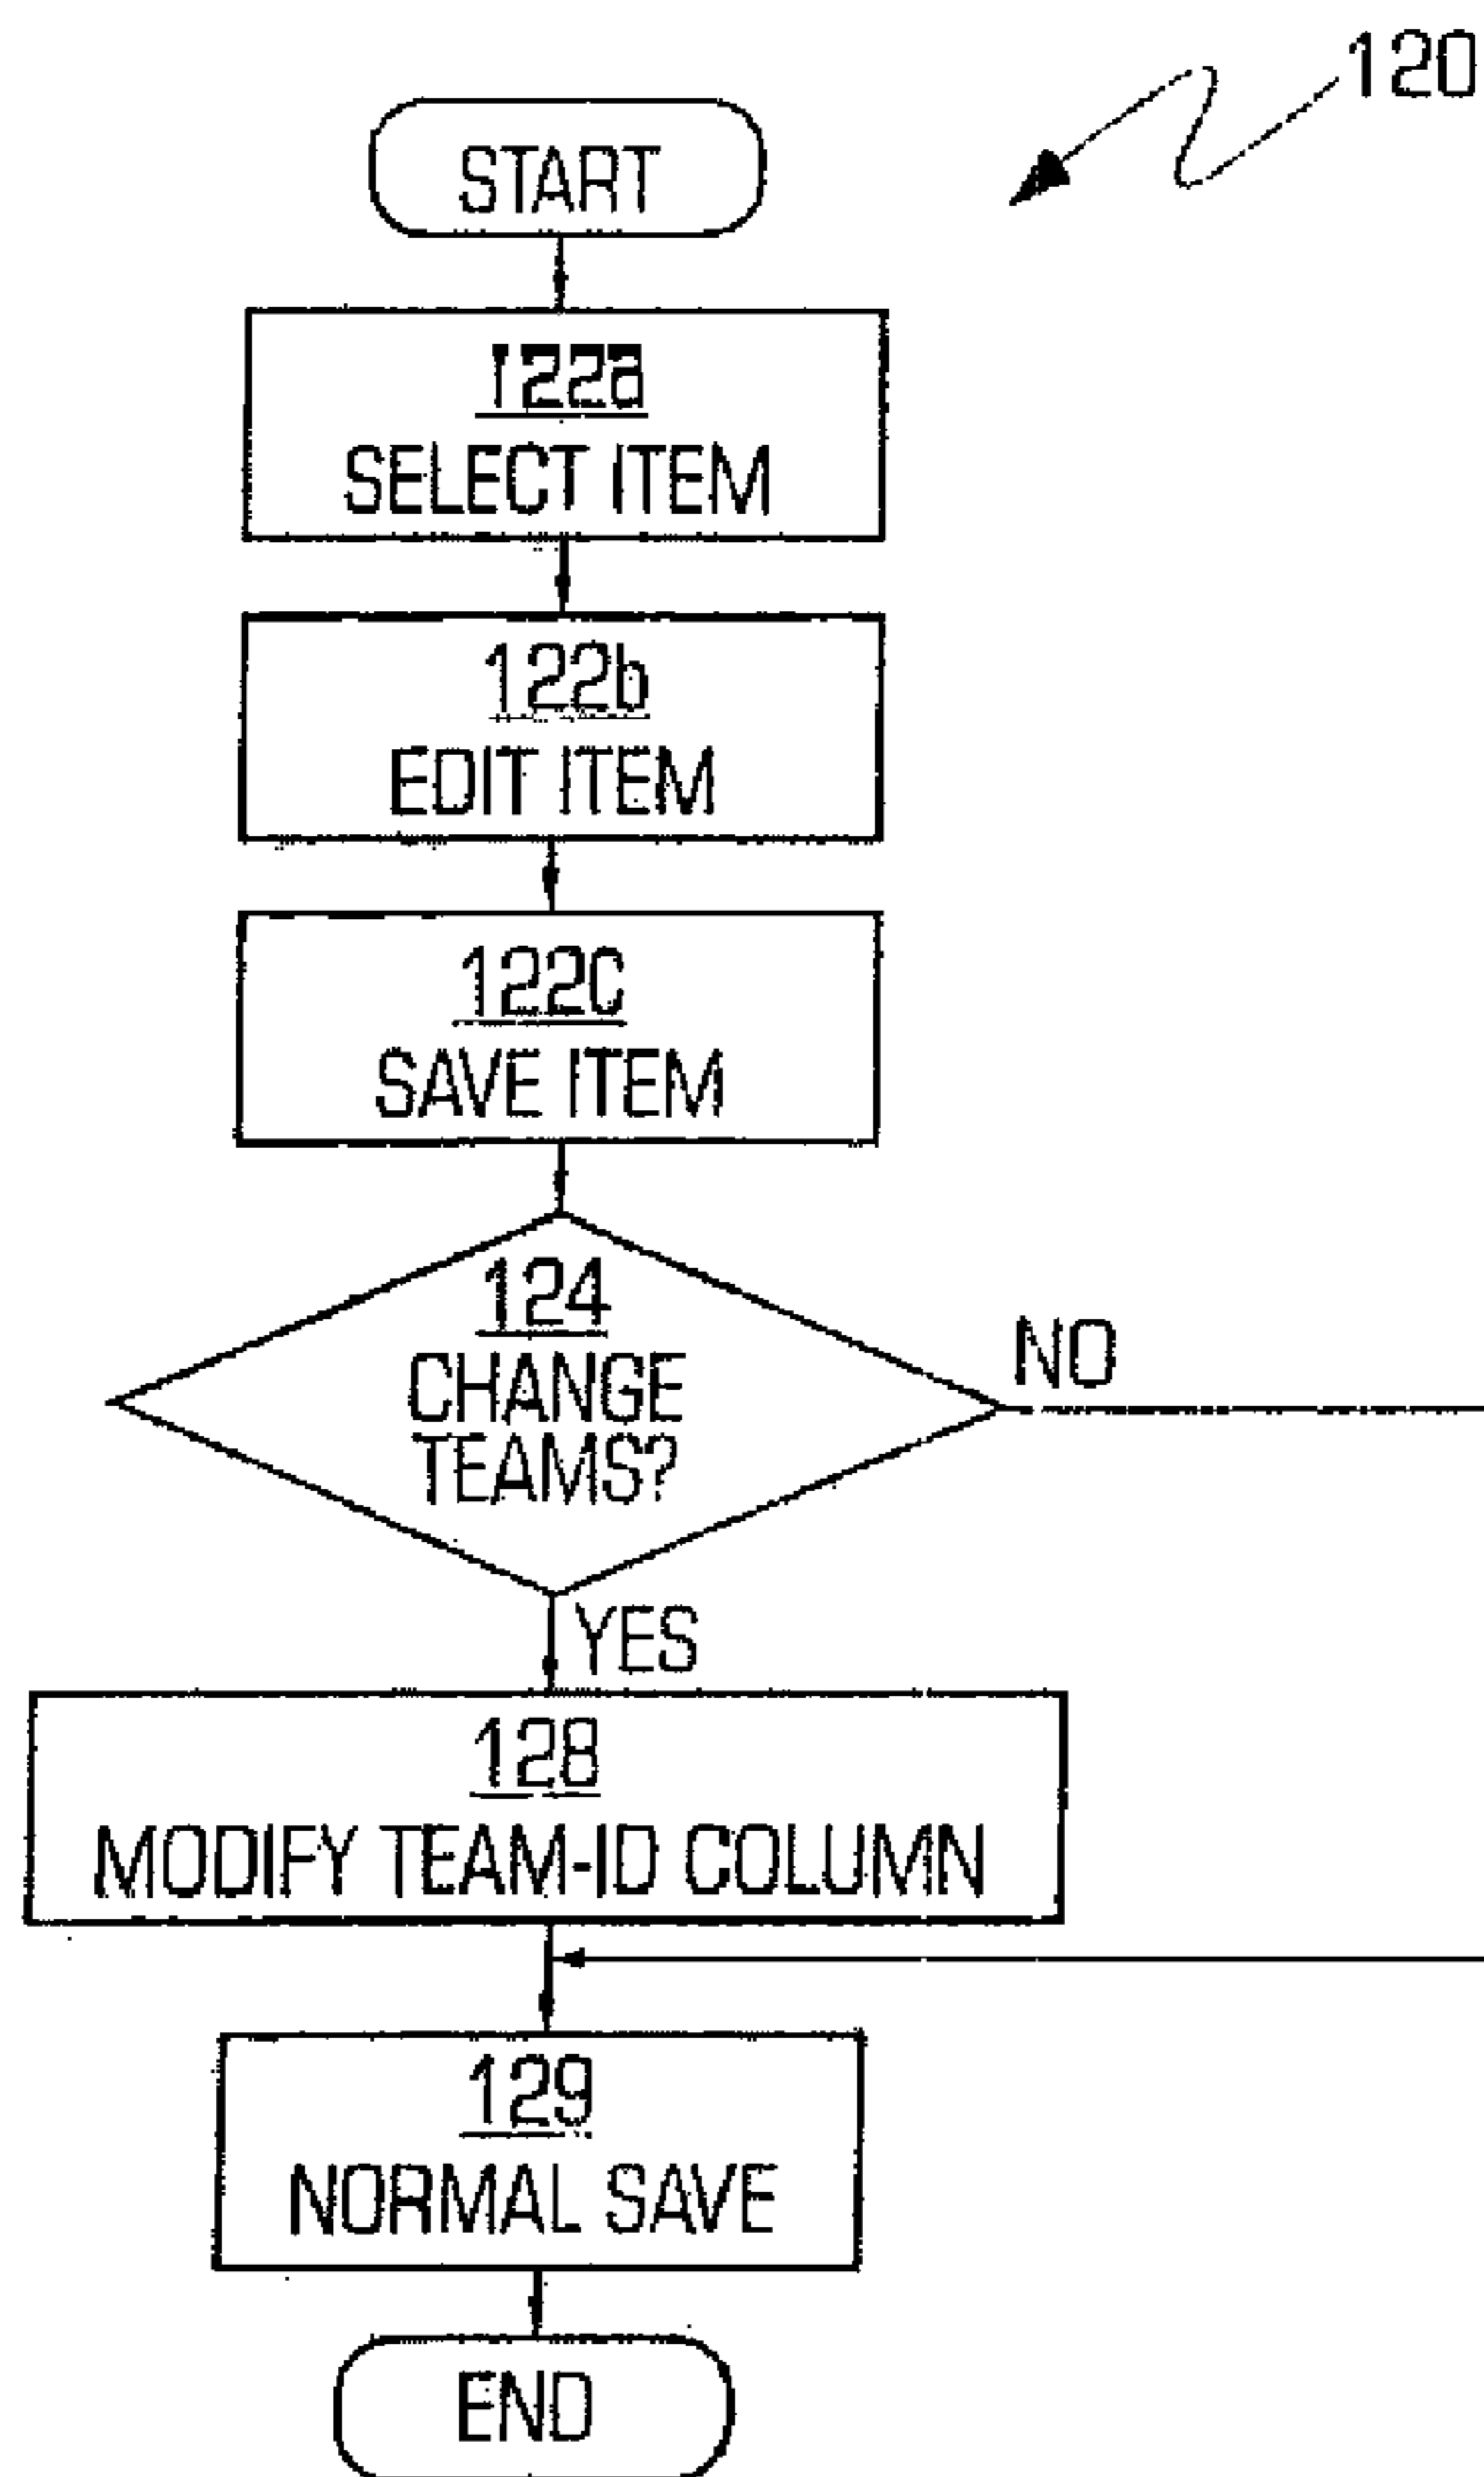 120
START
122a
SELECT ITEM
122b
EDIT ITEM
122C
SAVE ITEM
124
CHANGE
TEAMS?
NO
YES
128
MODIFY TEAM-ID COLUMN
129
NORMAL SAVE
END